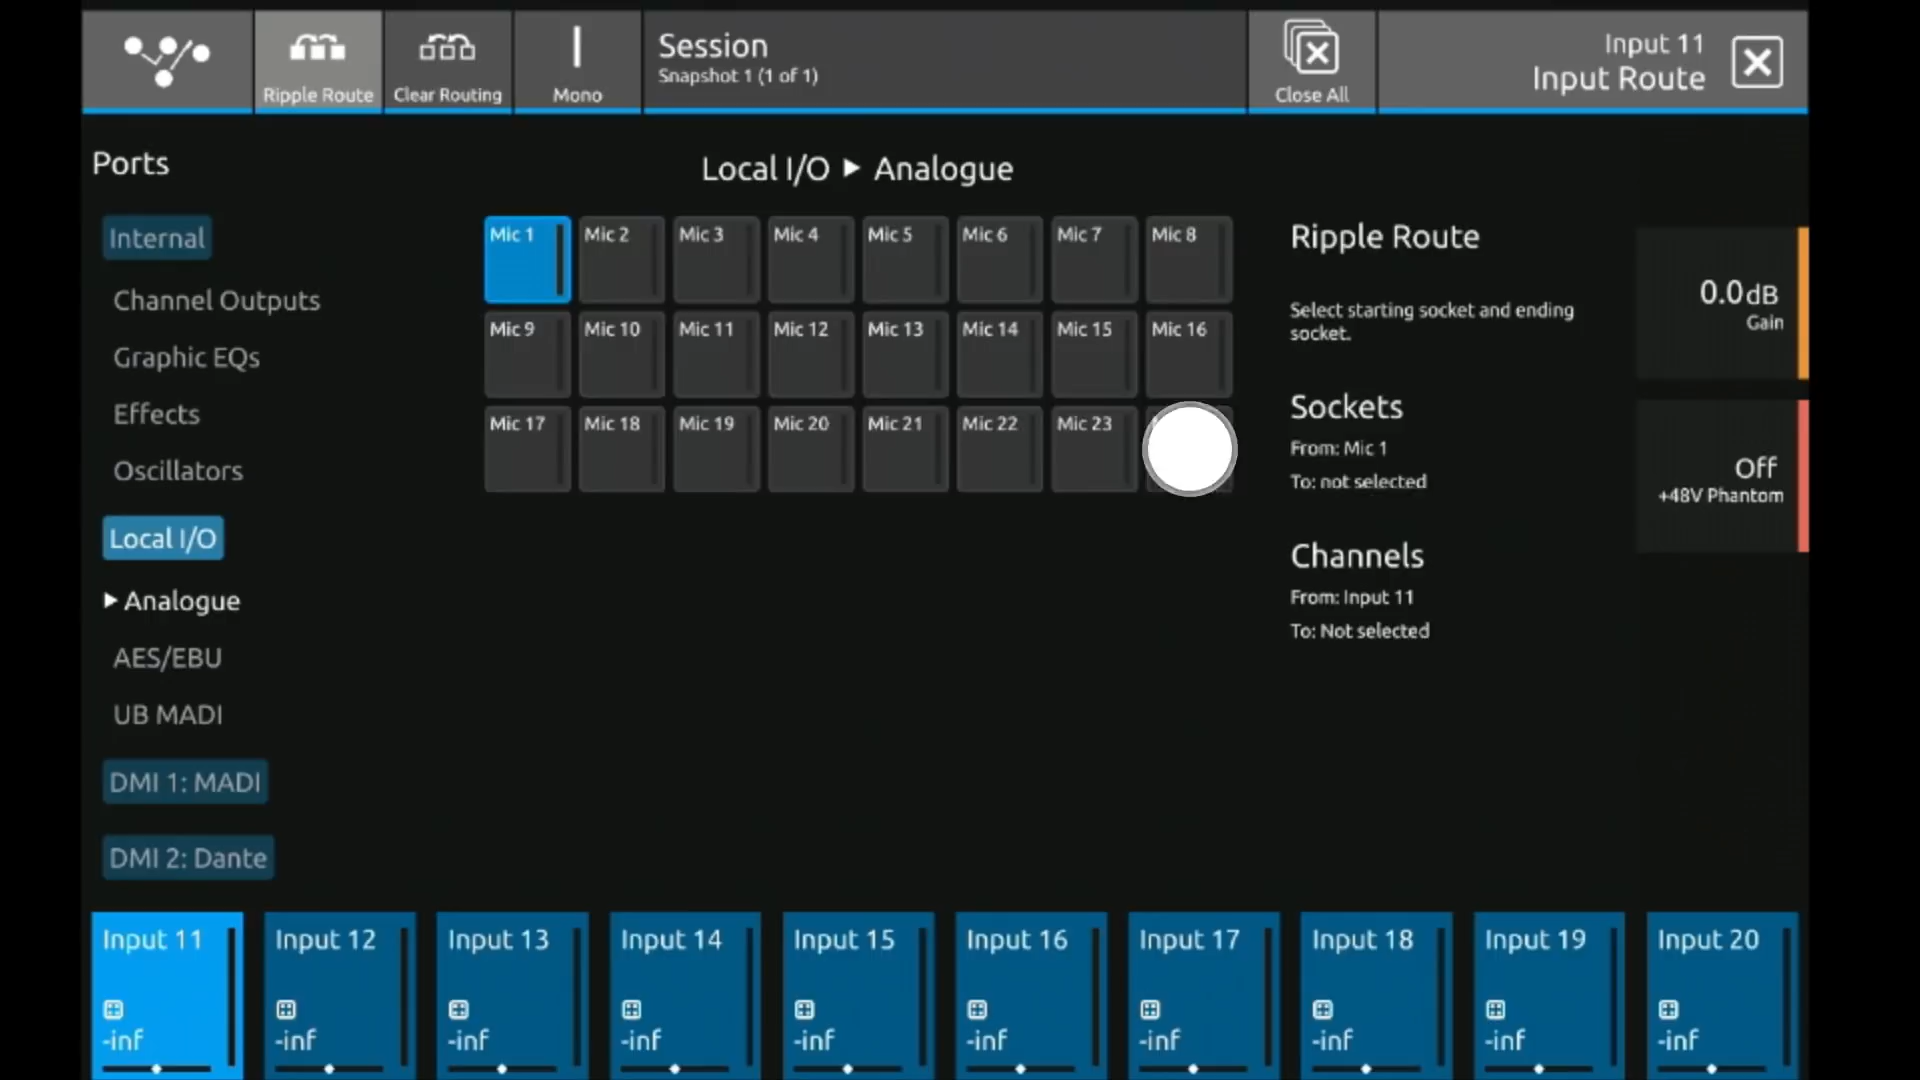 Ripple Route
Clear Routing
Mono
Session
Snapshot 1 (1 of 1)
Close All
Input 11
Input Route
Ports
Internal
Channel Outputs
Graphic EQs
Effects
Oscillators
Local I/O
Analogue
AES/EBU
UB MADI
DMI 1: MADI
DMI 2: Dante
Local I/O ▶ Analogue
Mic 1 Mic 2 Mic 3 Mic 4 Mic 5 Mic 6 Mic 7 Mic 8
Mic 9 Mic 10 Mic 11 Mic 12 Mic 13 Mic 14 Mic 15 Mic 16
Mic 17 Mic 18 Mic 19 Mic 20 Mic 21 Mic 22 Mic 23
Ripple Route
Select starting socket and ending
socket.
Sockets
From: Mic 1
To: not selected
Channels
From: Input 11
To: Not selected
0.0dB
Gain
Off
+48V Phantom
Input 11 Input 12 Input 13 Input 14 Input 15 Input 16 Input 17 Input 18 Input 19 Input 20
-inf -inf -inf -inf -inf -inf -inf -inf -inf -inf